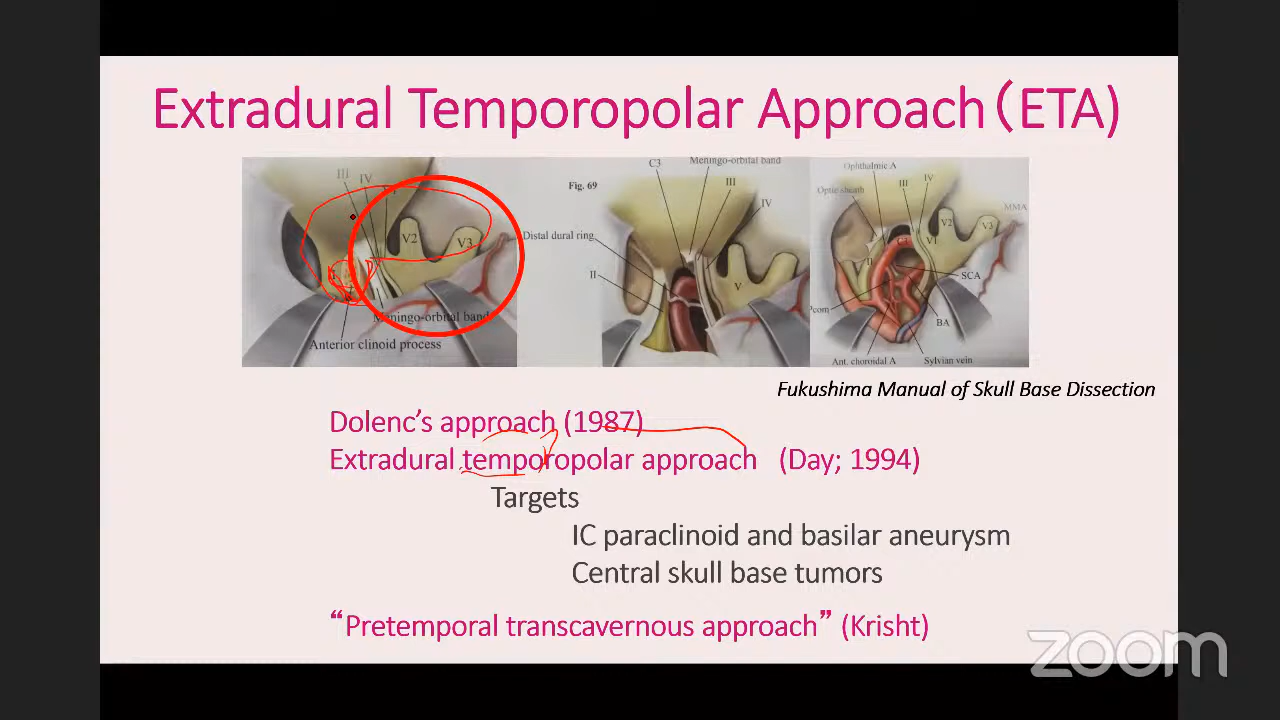 Extradural Temporopolar Approach（ETA）
III
IV
V2
V3
Meningo-orbital band
Anterior clinoid process
Fig. 69
C3
Meningo-orbital band
III
IV
Distal dural ring
II
V
Ophthalmic A
Optic sheath
III
IV
MMA
V2
V3
V1
II
SCA
BA
Ant. choroidal A
Sylvian vein
Fukushima Manual of Skull Base Dissection
Dolenc’s approach (1987)
Extradural temporopolar approach (Day; 1994)
Targets
IC paraclinoid and basilar aneurysm
Central skull base tumors
“Pretemporal transcavernous approach” (Krisht)
zoom